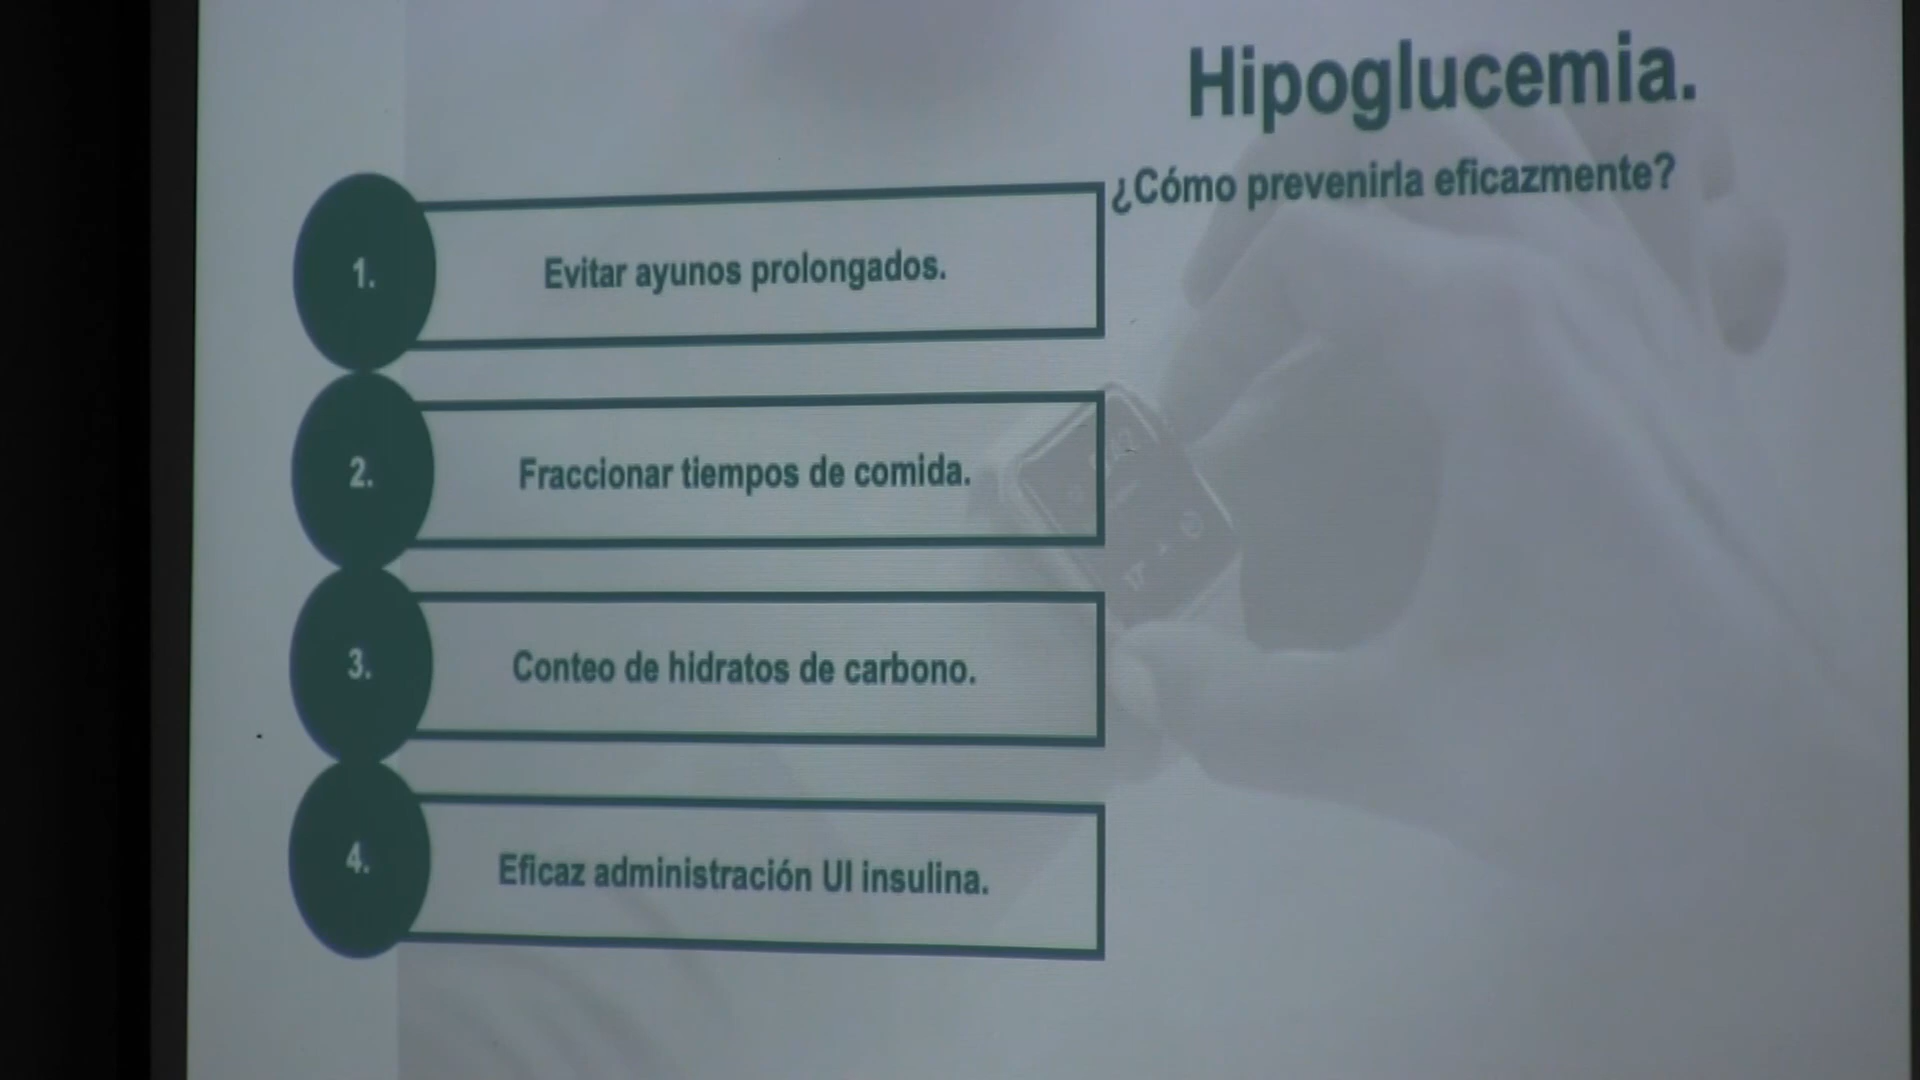 Hipoglucemia.
¿Cómo prevenirla eficazmente?
1.
Evitar ayunos prolongados.
2.
Fraccionar tiempos de comida.
3.
Conteo de hidratos de carbono.
4.
Eficaz administración UI insulina.